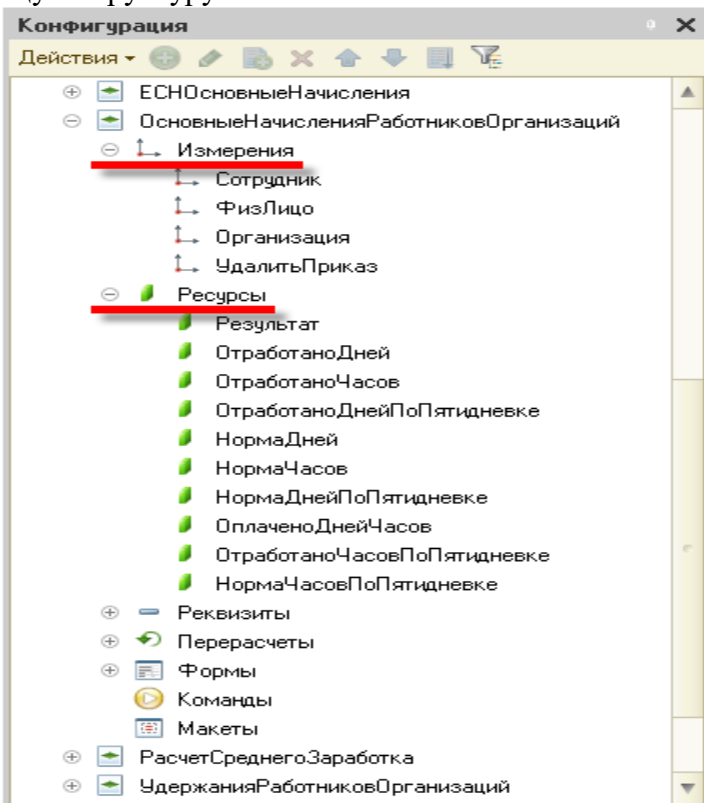 Конфигурация
Действия
ЕСНОсновныеНачисления
ОсновныеНачисленияРаботниковОрганизаций
Измерения
Сотрудник
ФизЛицо
Организация
УдалитьПриказ
Ресурсы
Результат
ОтработаноДней
ОтработаноЧасов
ОтработаноДнейПоПятидневке
НормаДней
НормаЧасов
НормаДнейПоПятидневке
ОплаченоДнейЧасов
ОтработаноЧасовПоПятидневке
НормаЧасовПоПятидневке
Реквизиты
Перерасчеты
Формы
Команды
Макеты
РасчетСреднегоЗаработка
УдержанияРаботниковОрганизаций